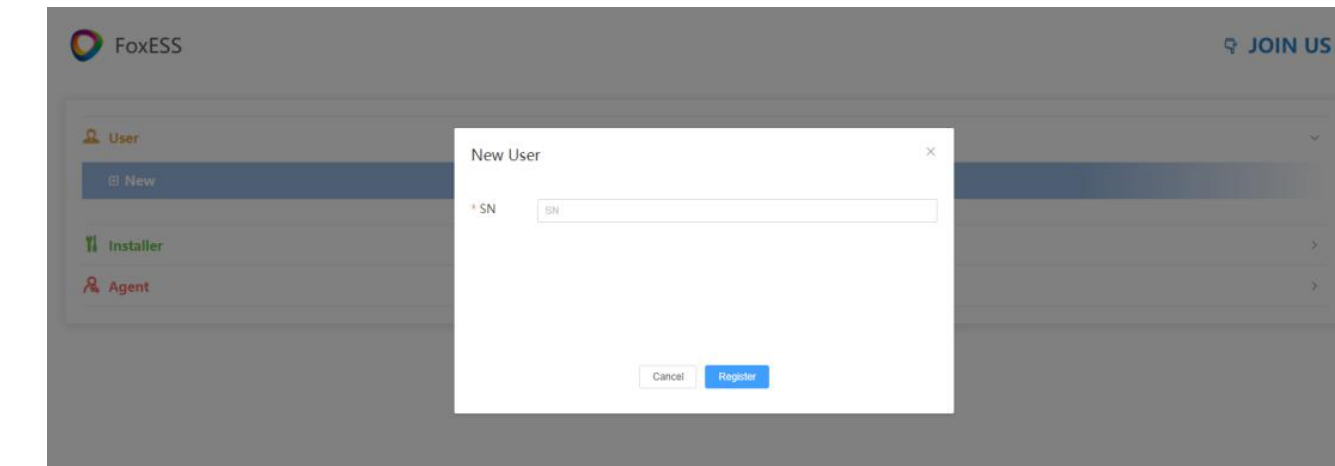 FoxESS
JOIN US
User
New
Installer
Agent
New User
* SN
SN
Cancel
Register